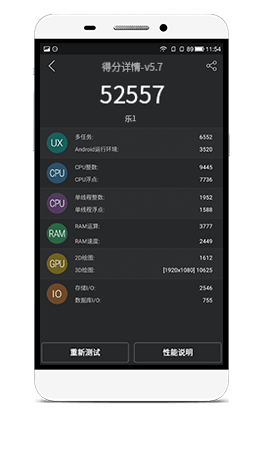 89 11:54
得分详情-v5.7
52557
乐1
UX
多任务: 6552
Android运行环境: 3520
CPU
CPU整数: 9445
CPU浮点: 7736
CPU
单线程整数: 1952
单线程浮点: 1588
RAM
RAM运算: 3777
RAM速度: 2449
GPU
2D绘图: 1612
3D绘图: [1920x1080] 10625
IO
存储I/O: 2546
数据库I/O: 755
重新测试 性能说明